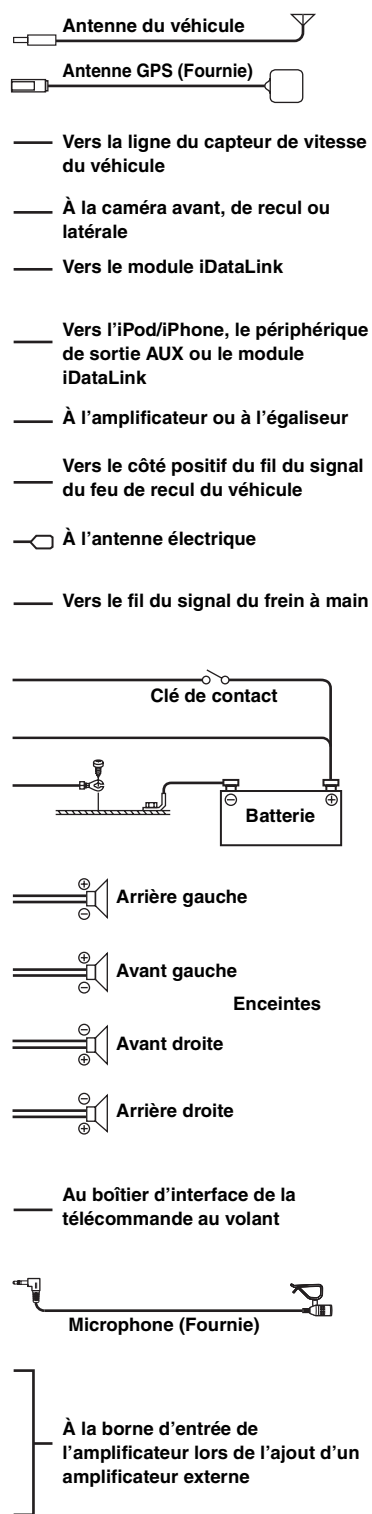 Antenne du véhicule
Antenne GPS (Fournie)
Vers la ligne du capteur de vitesse
du véhicule
À la caméra avant, de recul ou
latérale
Vers le module iDataLink
Vers l’iPod/iPhone, le périphérique
de sortie AUX ou le module
iDataLink
À l’amplificateur ou à l’égaliseur
Vers le côté positif du fil du signal
du feu de recul du véhicule
À l’antenne électrique
Vers le fil du signal du frein à main
Clé de contact
Batterie
Arrière gauche
Avant gauche
Enceintes
Avant droite
Arrière droite
Au boîtier d’interface de la
télécommande au volant
Microphone (Fournie)
À la borne d’entrée de
l’amplificateur lors de l’ajout d’un
amplificateur externe